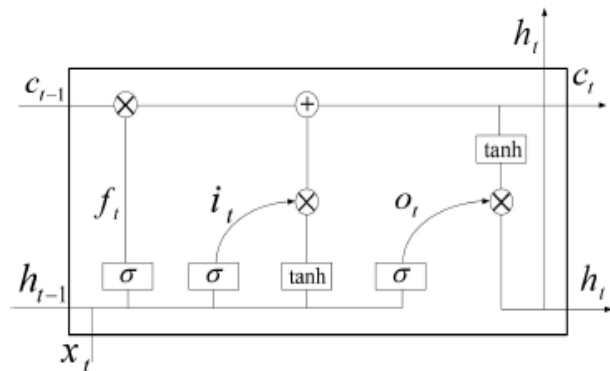 h_t
c_{t-1} c_t
tanh
f_t i_t o_t
σ σ tanh σ
h_{t-1} h_t
x_t